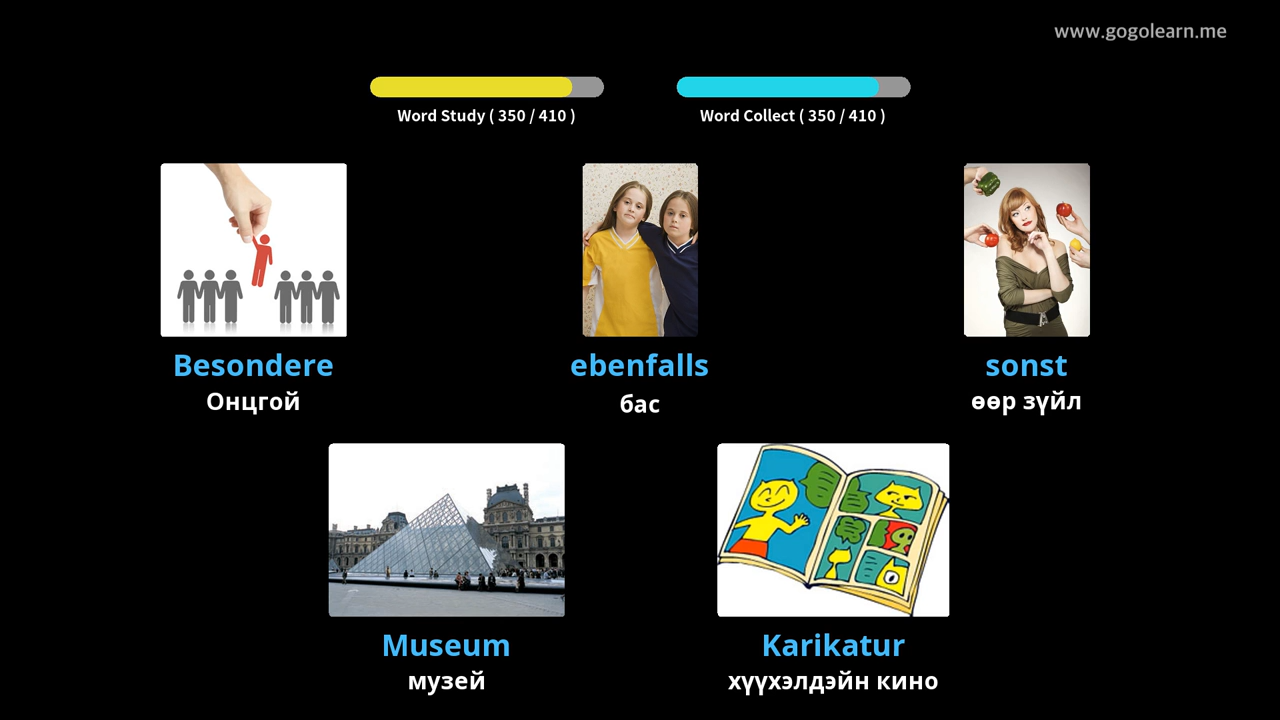 www.gogolearn.me
Word Study ( 350 / 410 )
Word Collect ( 350 / 410 )
Besondere
Онцгой
ebenfalls
бас
sonst
өөр зүйл
Museum
музей
Karikatur
хүүхэлдэйн кино